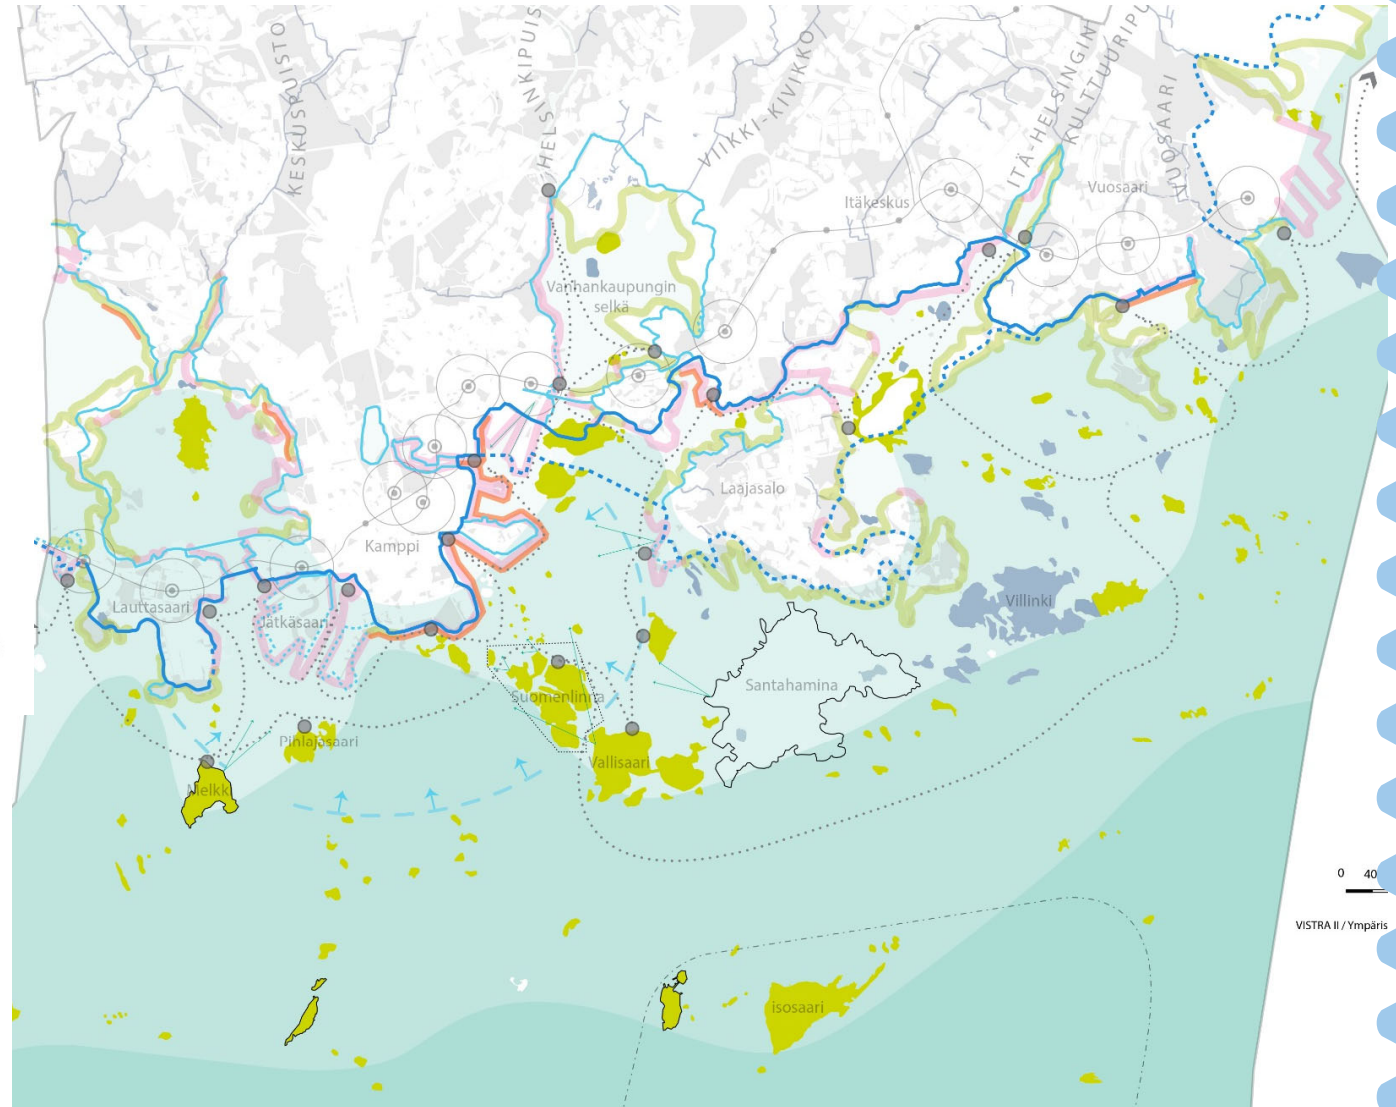 KESKUSPUISTO
HELSINKIPUIS
VIIKKI-KIVIKKO
ITÄ-HELSINGIN
KULTTUURIPU
VUOSAARI
Itäkeskus
Vuosaari
Vanhankaupungin
selkä
Laajasalo
Kamppi
Lauttasaari
Jätkäsaari
Villinki
Santahamina
Suomenlinna
Pihlajasaari
Vallisaari
Melkki
0 40
VISTRA II / Ympäris
isosaari